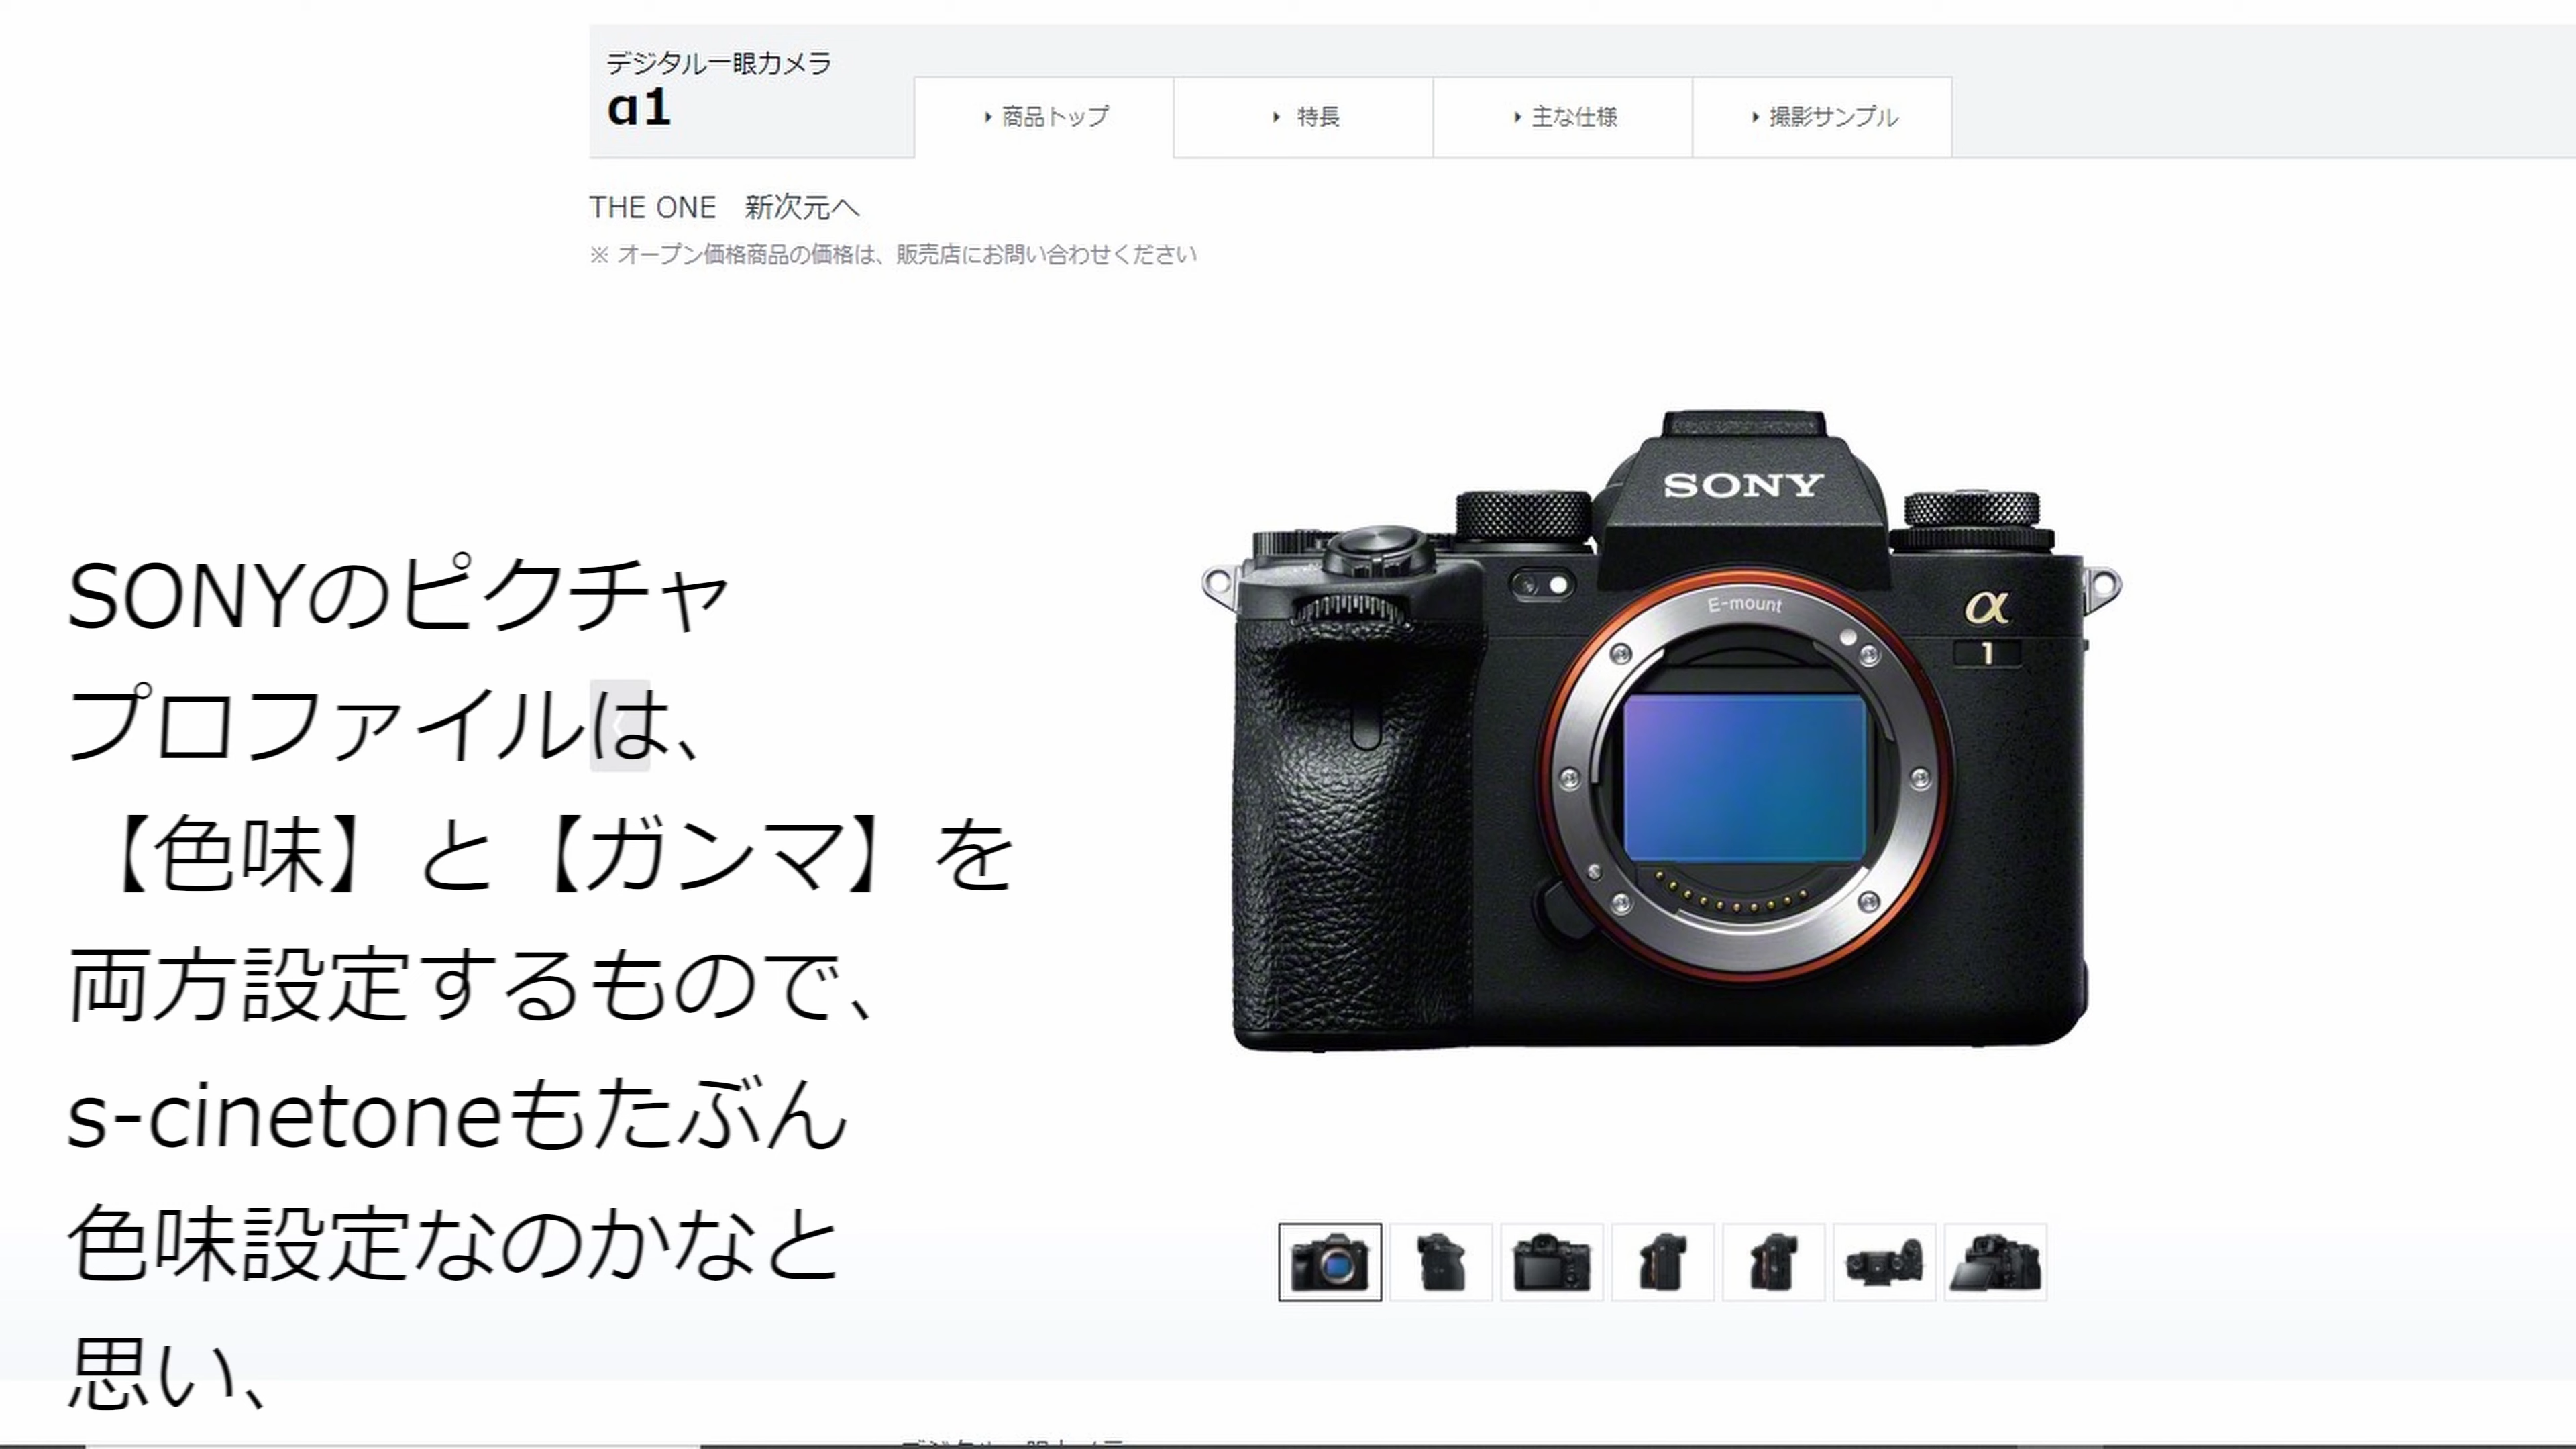 デジタル一眼カメラ
α1
商品トップ
特長
主な仕様
撮影サンプル
THE ONE　新次元へ
※ オープン価格商品の価格は、販売店にお問い合わせください
SONY
E-mount
α
1
SONYのピクチャ
プロファイルは、
【色味】と【ガンマ】を
両方設定するもので、
s-cinetoneもたぶん
色味設定なのかなと
思い、